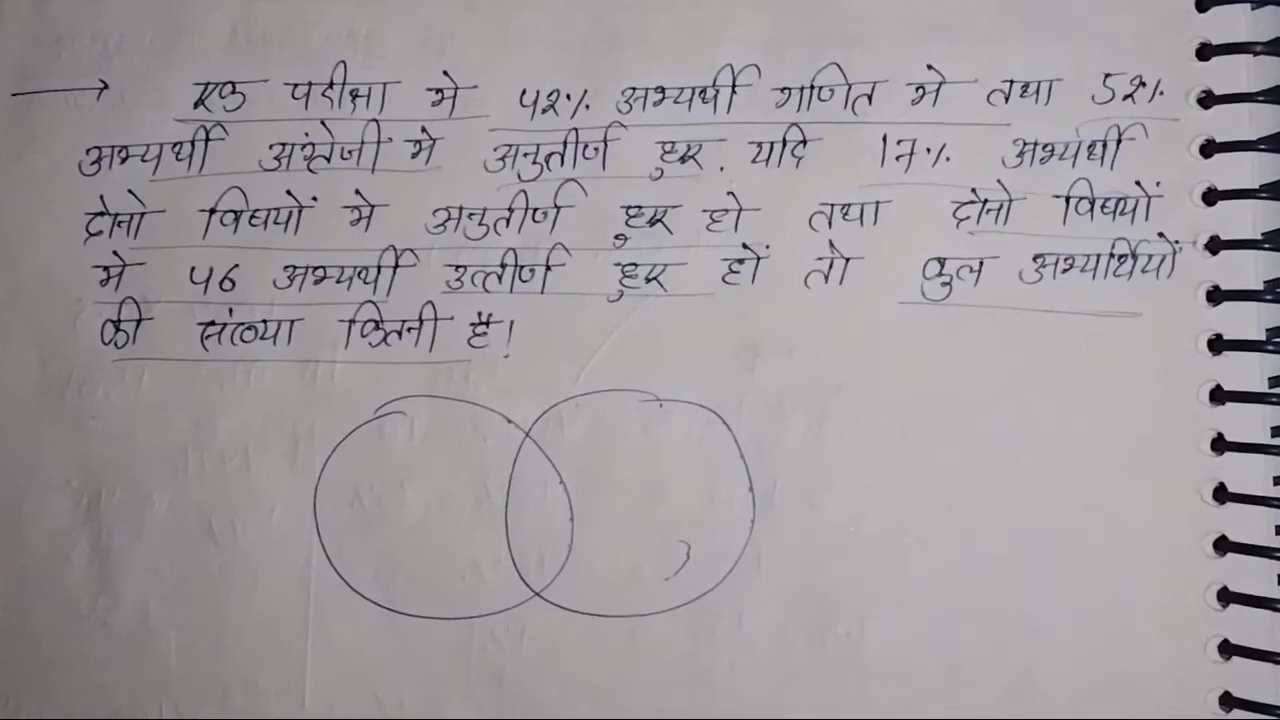 → एक परीक्षा मे 42% अभ्यर्थी गणित मे तथा 52%
अभ्यर्थी अंग्रेजी मे अनुतीर्ण हुए. यदि 17% अभ्यर्थी
दोनो विषयों मे अनुतीर्ण हुए हो तथा दोनो विषयों
मे 46 अभ्यर्थी उत्तीर्ण हुए हों तो कुल अभ्यर्थियों
की संख्या कितनी है!